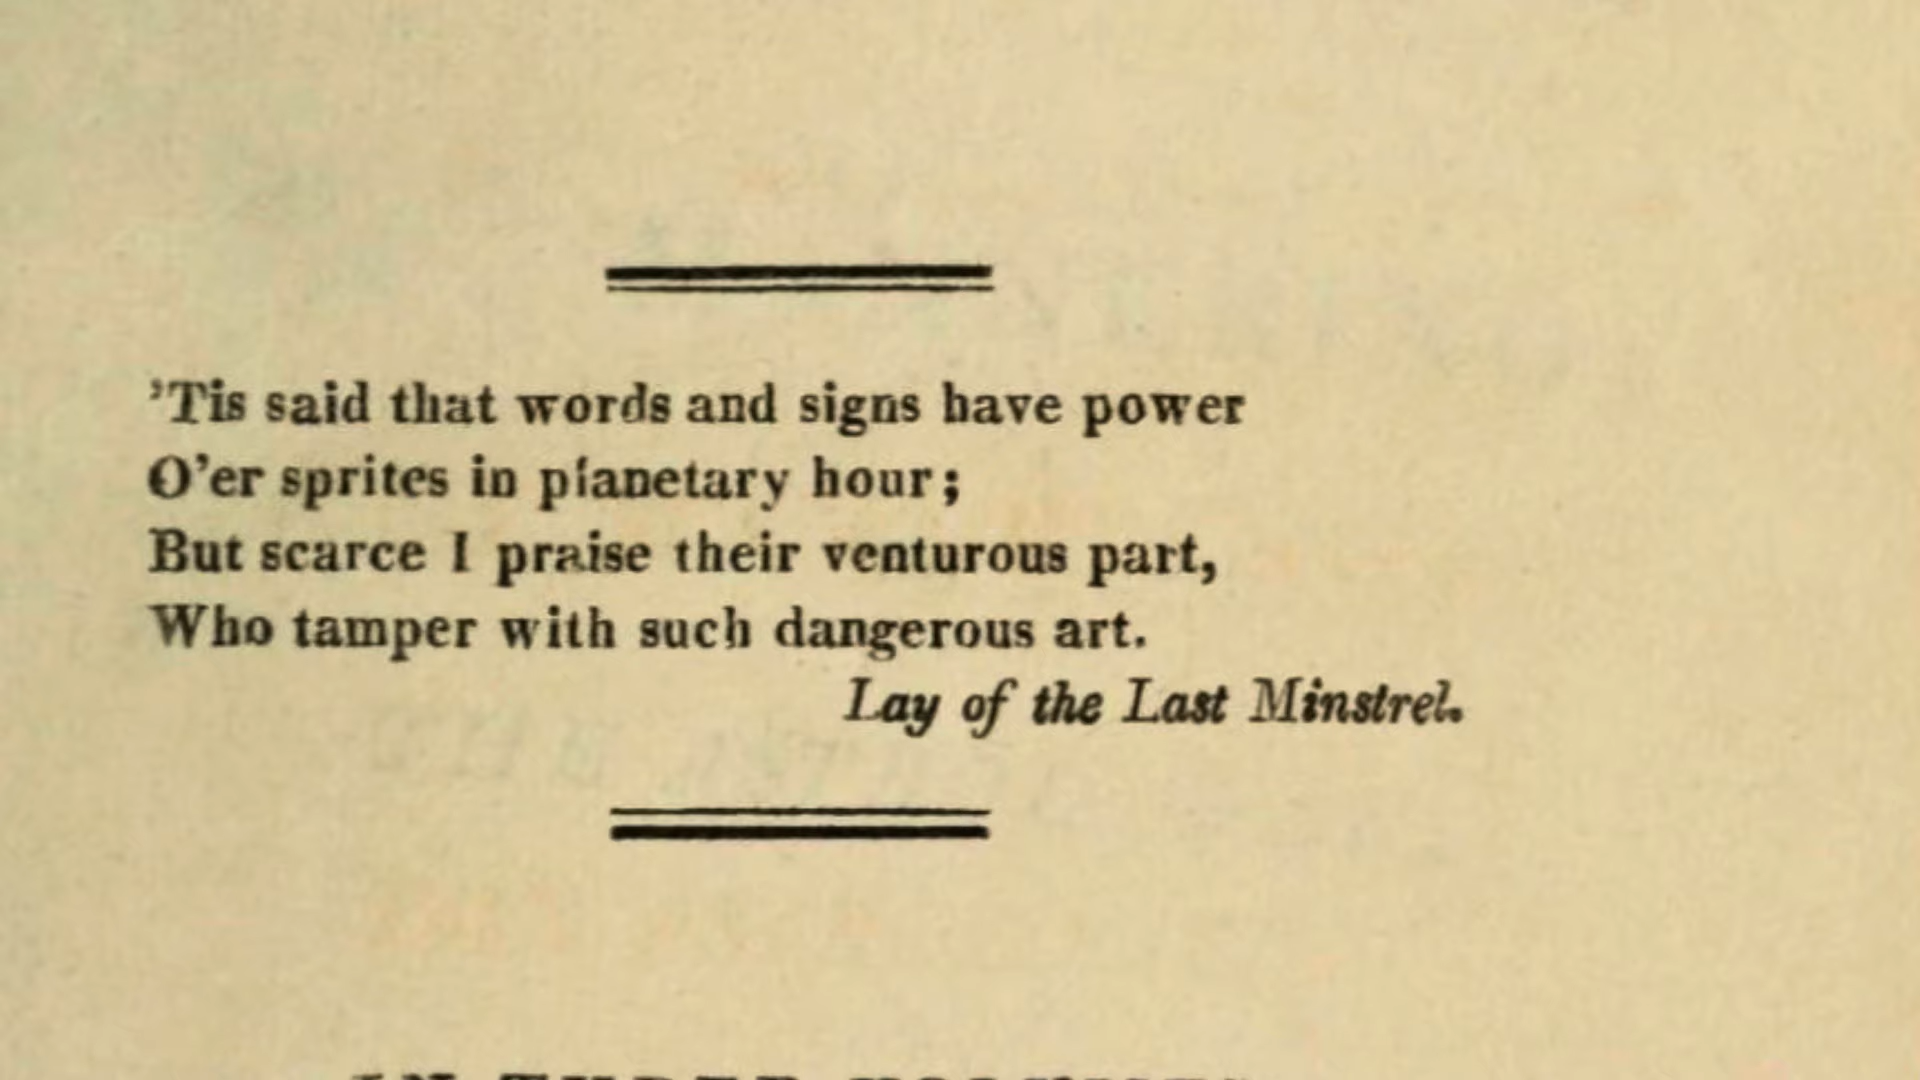 ’Tis said that words and signs have power
O’er sprites in planetary hour;
But scarce I praise their venturous part,
Who tamper with such dangerous art.
Lay of the Last Minstrel.